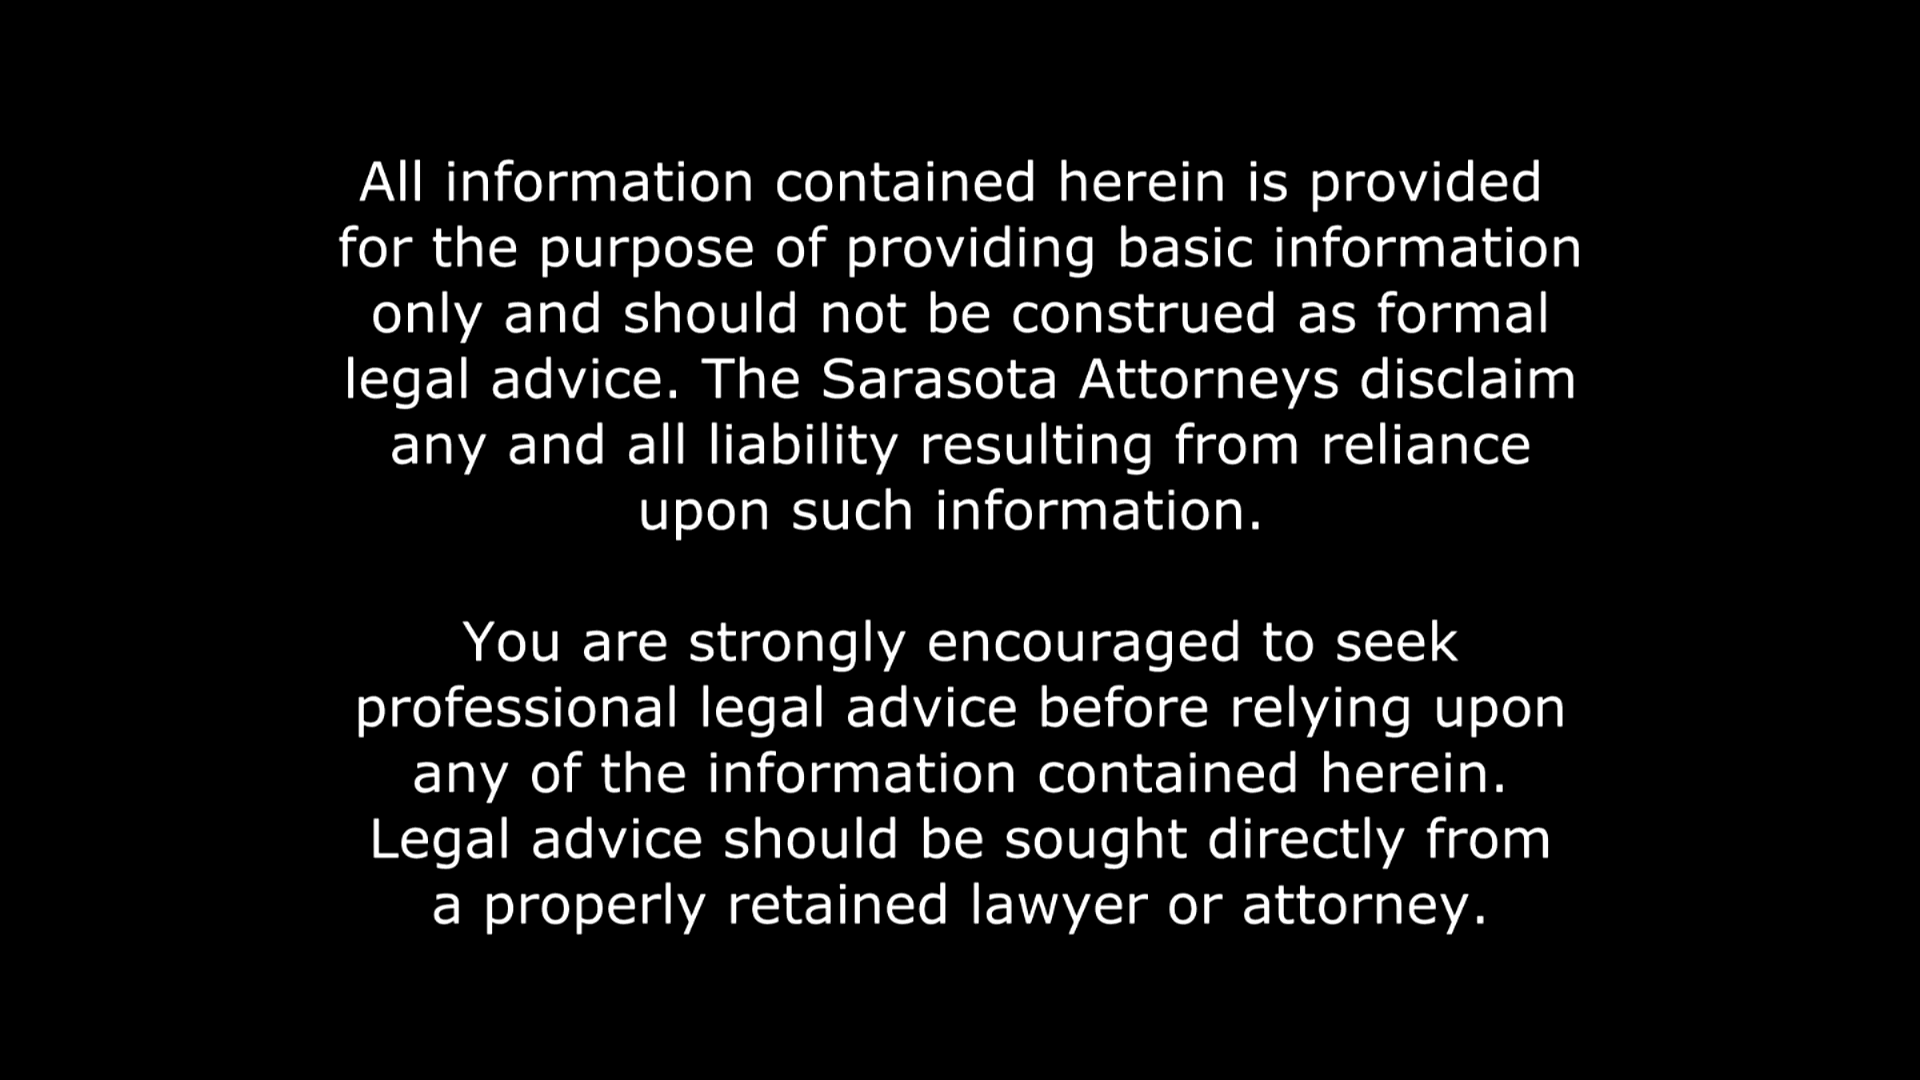 All information contained herein is provided
for the purpose of providing basic information
only and should not be construed as formal
legal advice. The Sarasota Attorneys disclaim
any and all liability resulting from reliance
upon such information.
You are strongly encouraged to seek
professional legal advice before relying upon
any of the information contained herein.
Legal advice should be sought directly from
a properly retained lawyer or attorney.